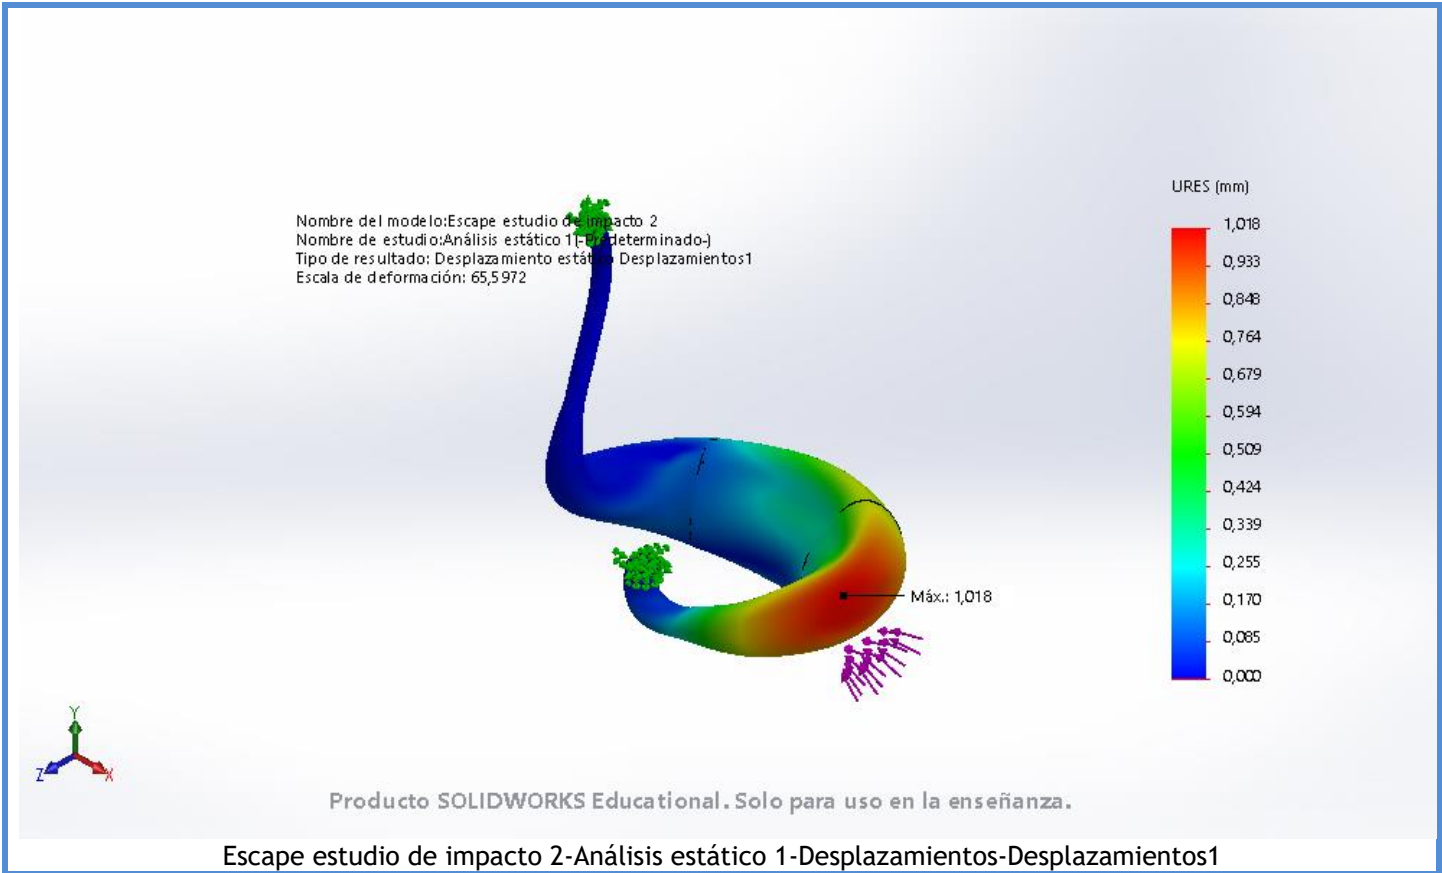 Nombre del modelo:Escape estudio de impacto 2
Nombre de estudio:Análisis estático 1(-Predeterminado-)
Tipo de resultado: Desplazamiento estático Desplazamientos1
Escala de deformación: 65,5972
URES (mm)
1,018
0,933
0,848
0,764
0,679
0,594
0,509
0,424
0,339
0,255
0,170
0,085
0,000
Máx.: 1,018
Y
Z
X
Producto SOLIDWORKS Educational. Solo para uso en la enseñanza.
Escape estudio de impacto 2-Análisis estático 1-Desplazamientos-Desplazamientos1